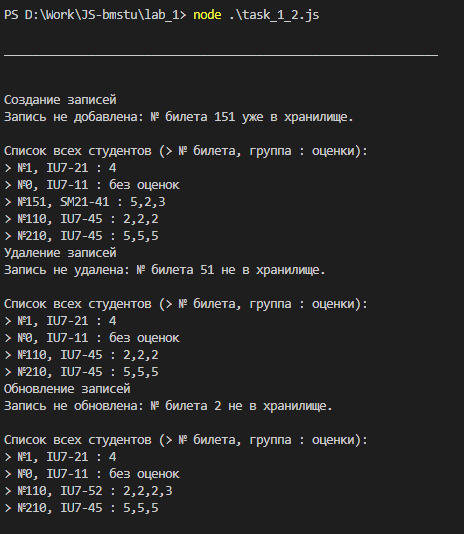 PS D:\Work\JS-bmstu\lab_1> node .\task_1_2.js
Создание записей
Запись не добавлена: № билета 151 уже в хранилище.
Список всех студентов (> № билета, группа : оценки):
> №1, IU7-21 : 4
> №0, IU7-11 : без оценок
> №151, SM21-41 : 5,2,3
> №110, IU7-45 : 2,2,2
> №210, IU7-45 : 5,5,5
Удаление записей
Запись не удалена: № билета 51 не в хранилище.
Список всех студентов (> № билета, группа : оценки):
> №1, IU7-21 : 4
> №0, IU7-11 : без оценок
> №110, IU7-45 : 2,2,2
> №210, IU7-45 : 5,5,5
Обновление записей
Запись не обновлена: № билета 2 не в хранилище.
Список всех студентов (> № билета, группа : оценки):
> №1, IU7-21 : 4
> №0, IU7-11 : без оценок
> №110, IU7-52 : 2,2,2,3
> №210, IU7-45 : 5,5,5